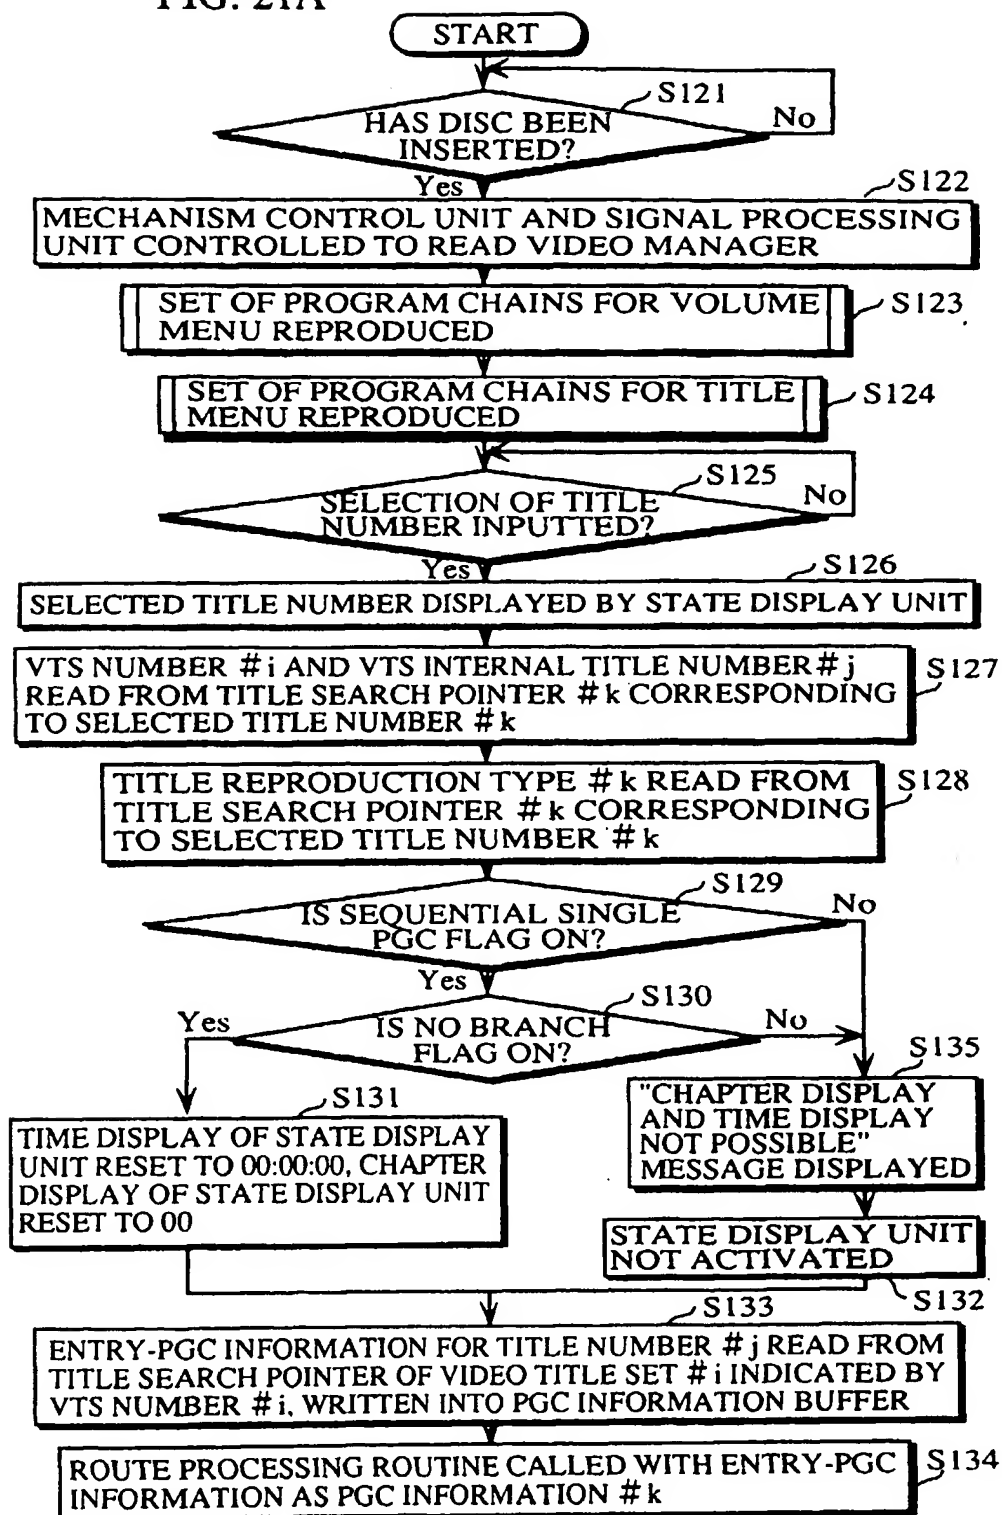 FIG. 21A
START
S121
HAS DISC BEEN
INSERTED?
No
Yes
S122
MECHANISM CONTROL UNIT AND SIGNAL PROCESSING
UNIT CONTROLLED TO READ VIDEO MANAGER
SET OF PROGRAM CHAINS FOR VOLUME
MENU REPRODUCED
S123
SET OF PROGRAM CHAINS FOR TITLE
MENU REPRODUCED
S124
S125
SELECTION OF TITLE
NUMBER INPUTTED?
No
Yes
S126
SELECTED TITLE NUMBER DISPLAYED BY STATE DISPLAY UNIT
VTS NUMBER #i AND VTS INTERNAL TITLE NUMBER #j
READ FROM TITLE SEARCH POINTER #k CORRESPONDING
TO SELECTED TITLE NUMBER #k
S127
TITLE REPRODUCTION TYPE #k READ FROM
TITLE SEARCH POINTER #k CORRESPONDING
TO SELECTED TITLE NUMBER #k
S128
S129
IS SEQUENTIAL SINGLE
PGC FLAG ON?
No
Yes
S130
IS NO BRANCH
FLAG ON?
Yes
No
S131
TIME DISPLAY OF STATE DISPLAY
UNIT RESET TO 00:00:00, CHAPTER
DISPLAY OF STATE DISPLAY UNIT
RESET TO 00
S135
"CHAPTER DISPLAY
AND TIME DISPLAY
NOT POSSIBLE"
MESSAGE DISPLAYED
STATE DISPLAY UNIT
NOT ACTIVATED
S132
S133
ENTRY-PGC INFORMATION FOR TITLE NUMBER #j READ FROM
TITLE SEARCH POINTER OF VIDEO TITLE SET #i INDICATED BY
VTS NUMBER #i, WRITTEN INTO PGC INFORMATION BUFFER
ROUTE PROCESSING ROUTINE CALLED WITH ENTRY-PGC
INFORMATION AS PGC INFORMATION #k
S134